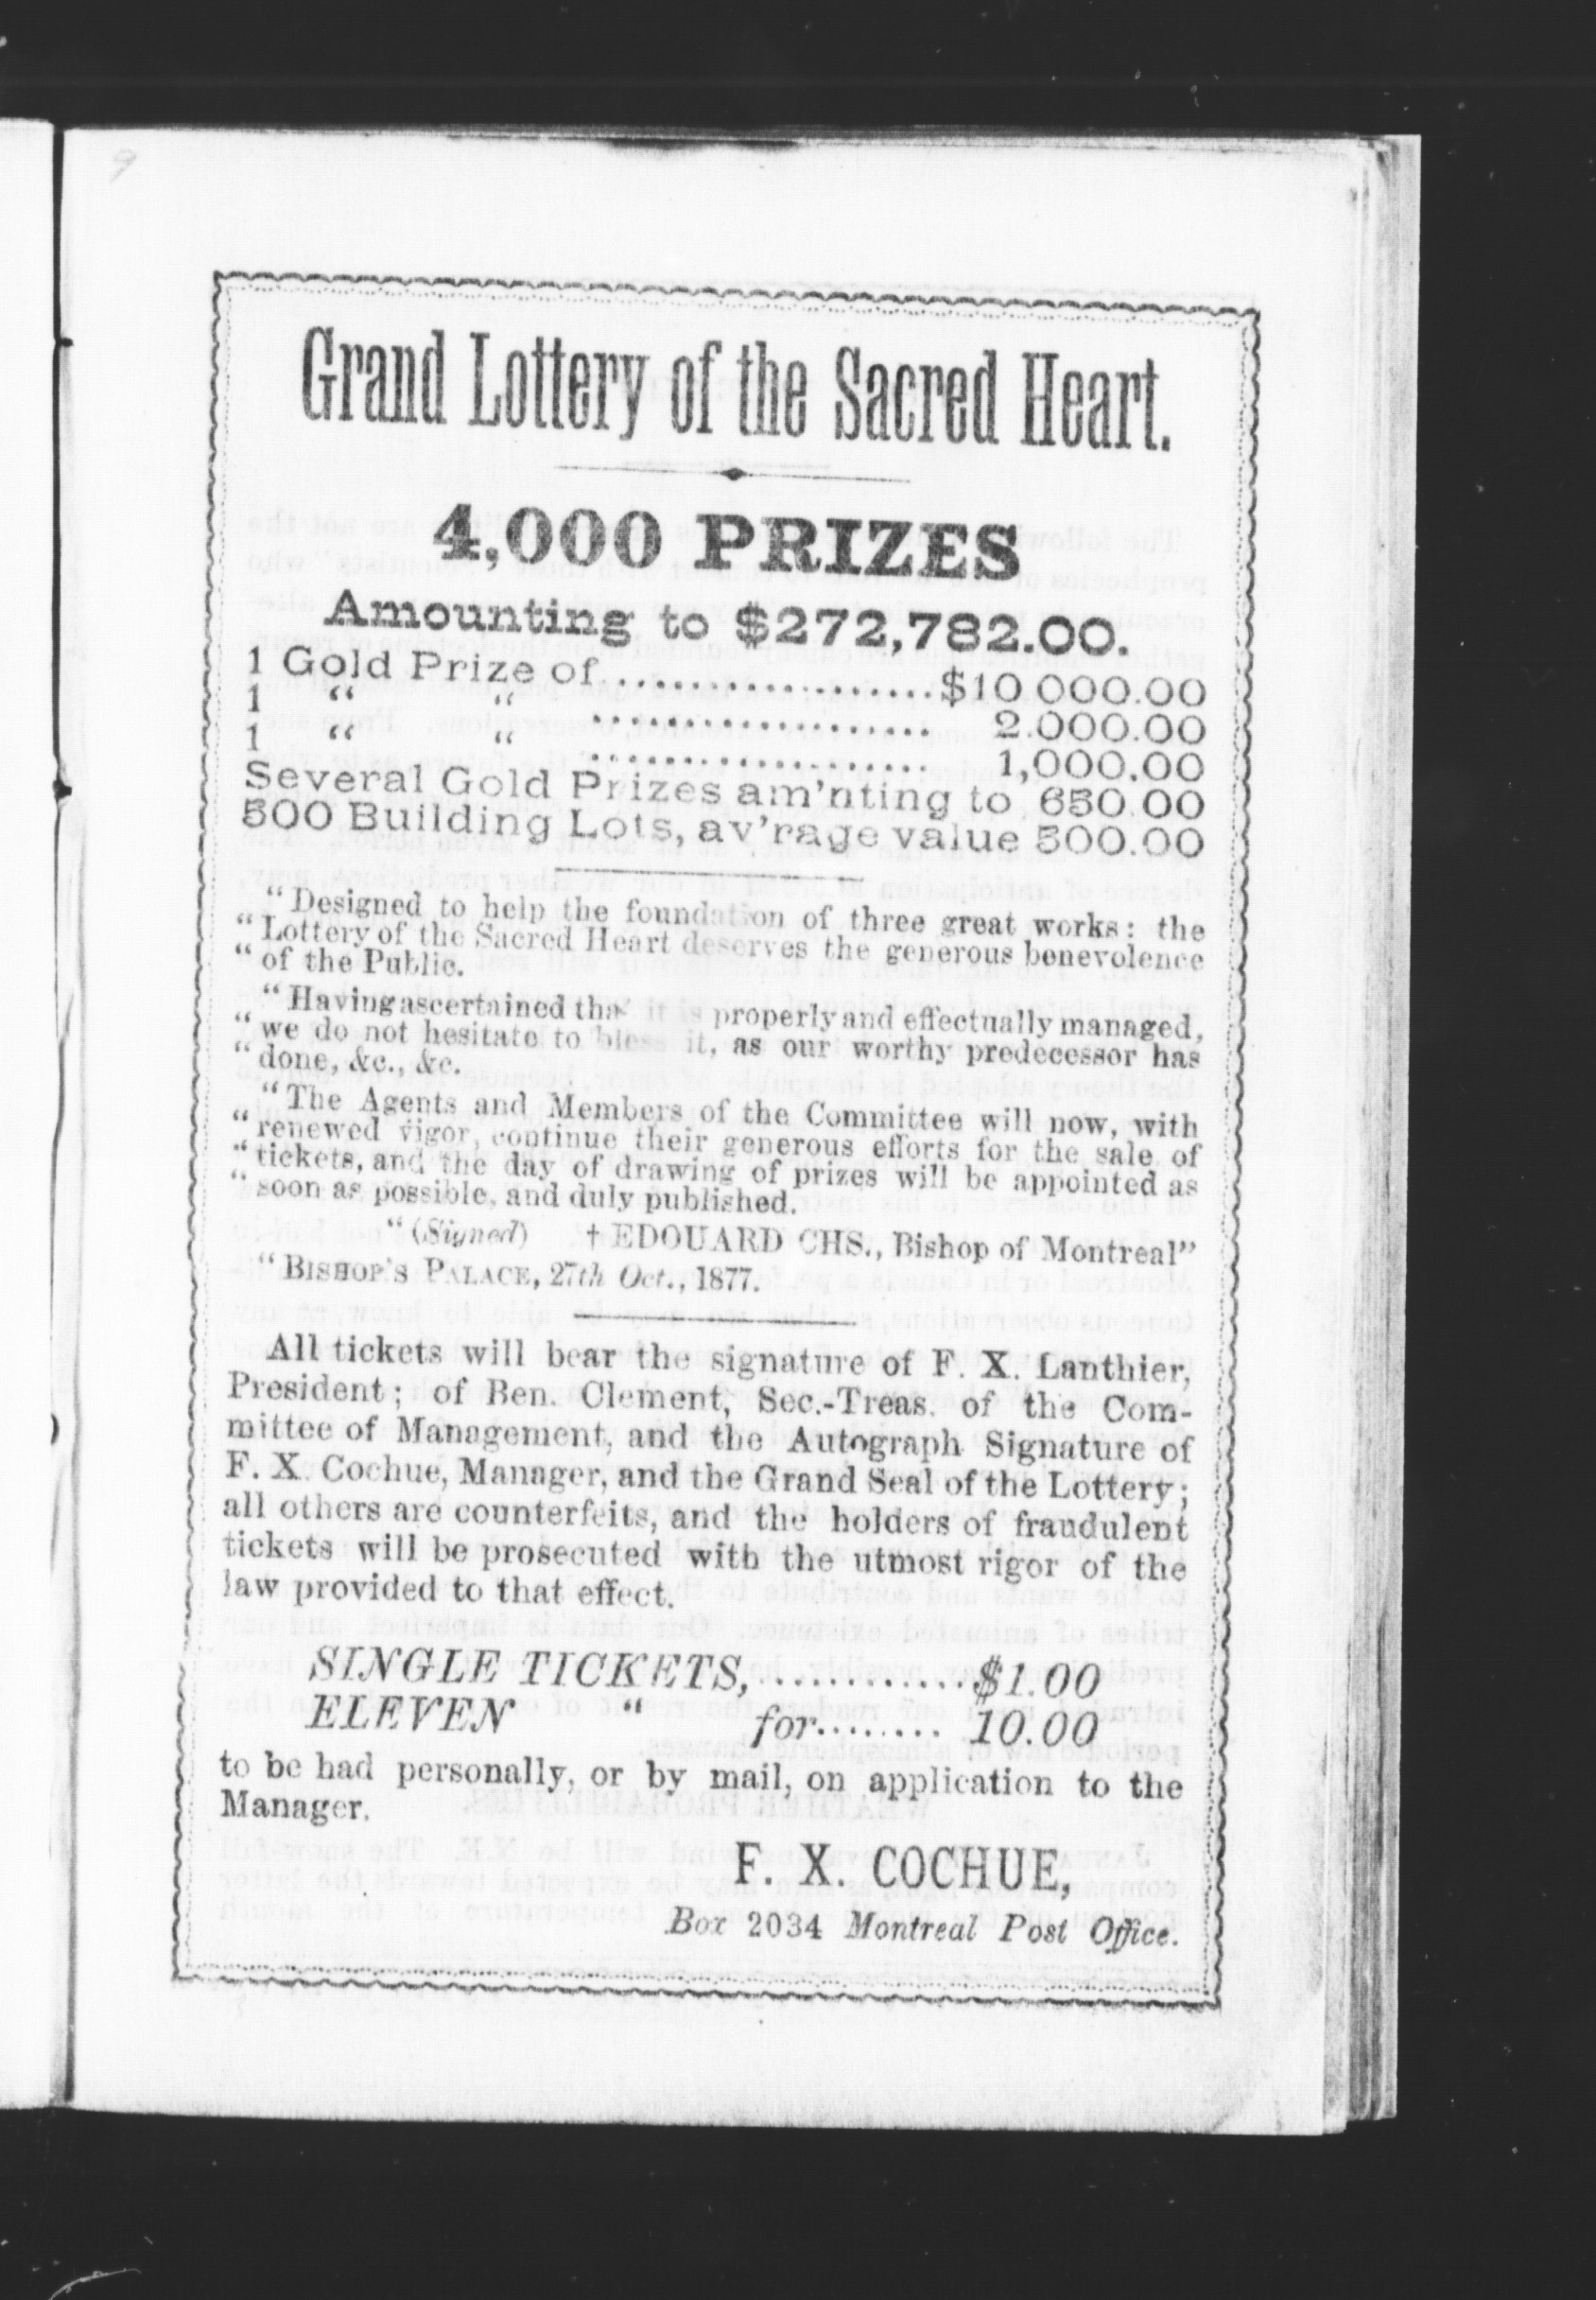 9
Grand Lottery of the Sacred Heart.
4,000 PRIZES
Amounting to $272,782.00.
1 Gold Prize of....................$10 000.00
1 " " .................... 2.000.00
1 " " .................... 1,000.00
Several Gold Prizes am'nting to 650.00
500 Building Lots, av'rage value 500.00
"Designed to help the foundation of three great works: the
"Lottery of the Sacred Heart deserves the generous benevolence
"of the Public.
"Having ascertained that it is properly and effectually managed,
"we do not hesitate to bless it, as our worthy predecessor has
"done, &c., &c.
"The Agents and Members of the Committee will now, with
"renewed vigor, continue their generous efforts for the sale of
"tickets, and the day of drawing of prizes will be appointed as
"soon as possible, and duly published.
"(Signed) † EDOUARD CHS., Bishop of Montreal"
"BISHOP'S PALACE, 27th Oct., 1877.
All tickets will bear the signature of F. X. Lanthier,
President; of Ben. Clement, Sec.-Treas. of the Com-
mittee of Management, and the Autograph Signature of
F. X. Cochue, Manager, and the Grand Seal of the Lottery;
all others are counterfeits, and the holders of fraudulent
tickets will be prosecuted with the utmost rigor of the
law provided to that effect.
SINGLE TICKETS,............$1.00
ELEVEN " for........ 10.00
to be had personally, or by mail, on application to the
Manager.
F. X. COCHUE,
Box 2034 Montreal Post Office.